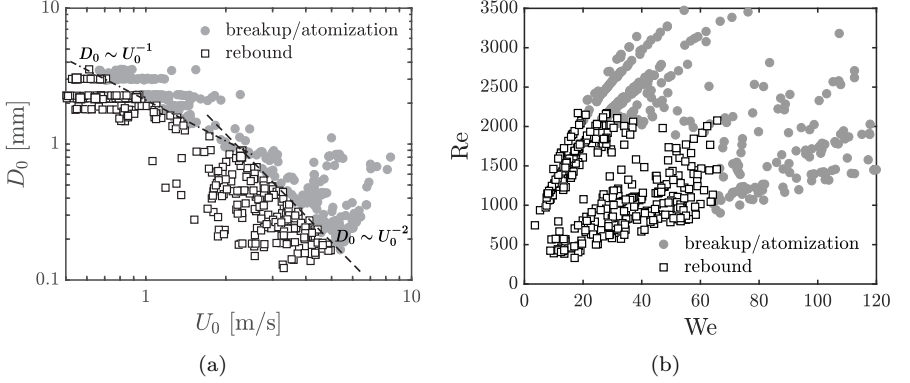 10
1
0.1
D₀ [mm]
breakup/atomization
rebound
D₀ ~ U₀⁻¹
D₀ ~ U₀⁻²
1
10
U₀ [m/s]
(a)
3500
3000
2500
2000
1500
1000
500
0
Re
breakup/atomization
rebound
0 20 40 60 80 100 120
We
(b)